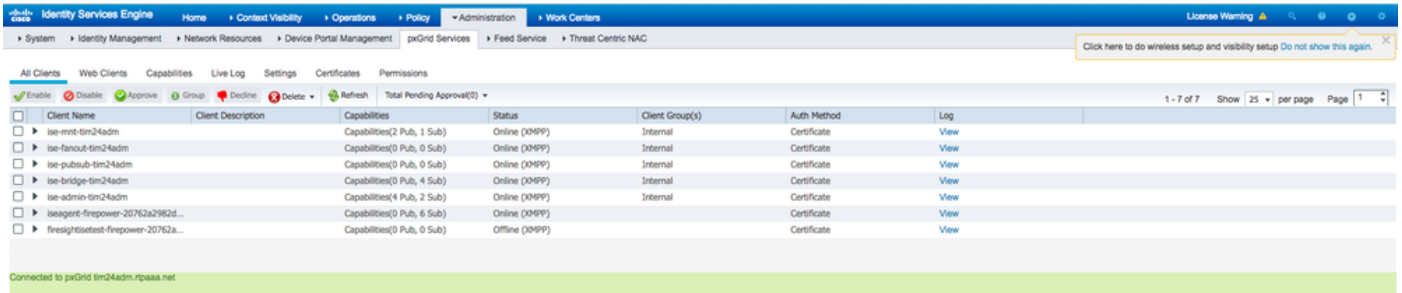 cisco Identity Services Engine Home Context Visibility Operations Policy Administration Work Centers License Warning
System Identity Management Network Resources Device Portal Management pxGrid Services Feed Service Threat Centric NAC
Click here to do wireless setup and visibility setup Do not show this again.
All Clients Web Clients Capabilities Live Log Settings Certificates Permissions
Enable Disable Approve Group Decline Delete Refresh Total Pending Approval(0) 1 - 7 of 7 Show 25 per page Page 1
Client Name Client Description Capabilities Status Client Group(s) Auth Method Log
ise-mnt-tim24adm Capabilities(2 Pub, 1 Sub) Online (XMPP) Internal Certificate View
ise-fanout-tim24adm Capabilities(0 Pub, 0 Sub) Online (XMPP) Internal Certificate View
ise-pubsub-tim24adm Capabilities(0 Pub, 0 Sub) Online (XMPP) Internal Certificate View
ise-bridge-tim24adm Capabilities(0 Pub, 4 Sub) Online (XMPP) Internal Certificate View
ise-admin-tim24adm Capabilities(4 Pub, 2 Sub) Online (XMPP) Internal Certificate View
iseagent-firepower-20762a2982d... Capabilities(0 Pub, 6 Sub) Online (XMPP) Certificate View
firesightisetest-firepower-20762a... Capabilities(0 Pub, 0 Sub) Offline (XMPP) Certificate View
Connected to pxGrid tim24adm.rtpaaa.net